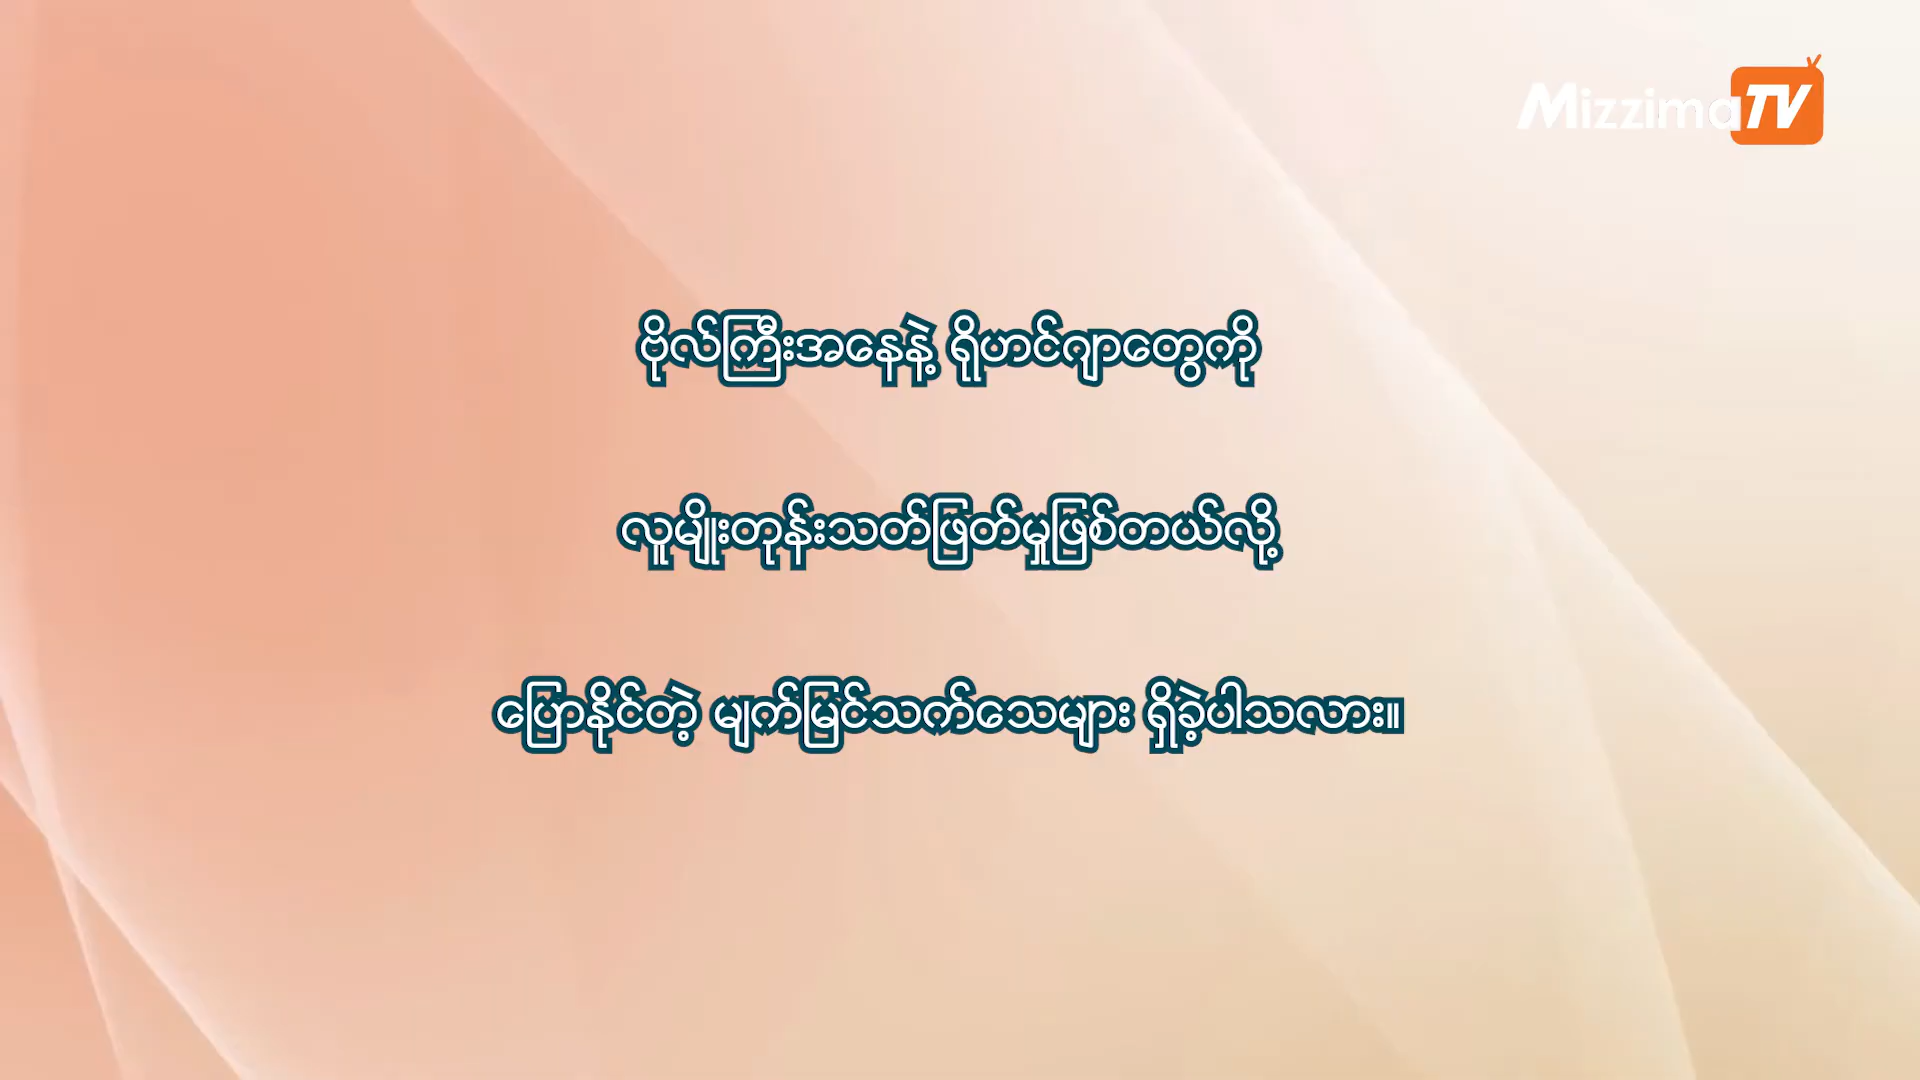 MizzimaTV
ဗိုလ်ကြီးအနေနဲ့ ရိုဟင်ဂျာတွေကို
လူမျိုးတုန်းသတ်ဖြတ်မှုဖြစ်တယ်လို့
ပြောနိုင်တဲ့ မျက်မြင်သက်သေများ ရှိခဲ့ပါသလား။